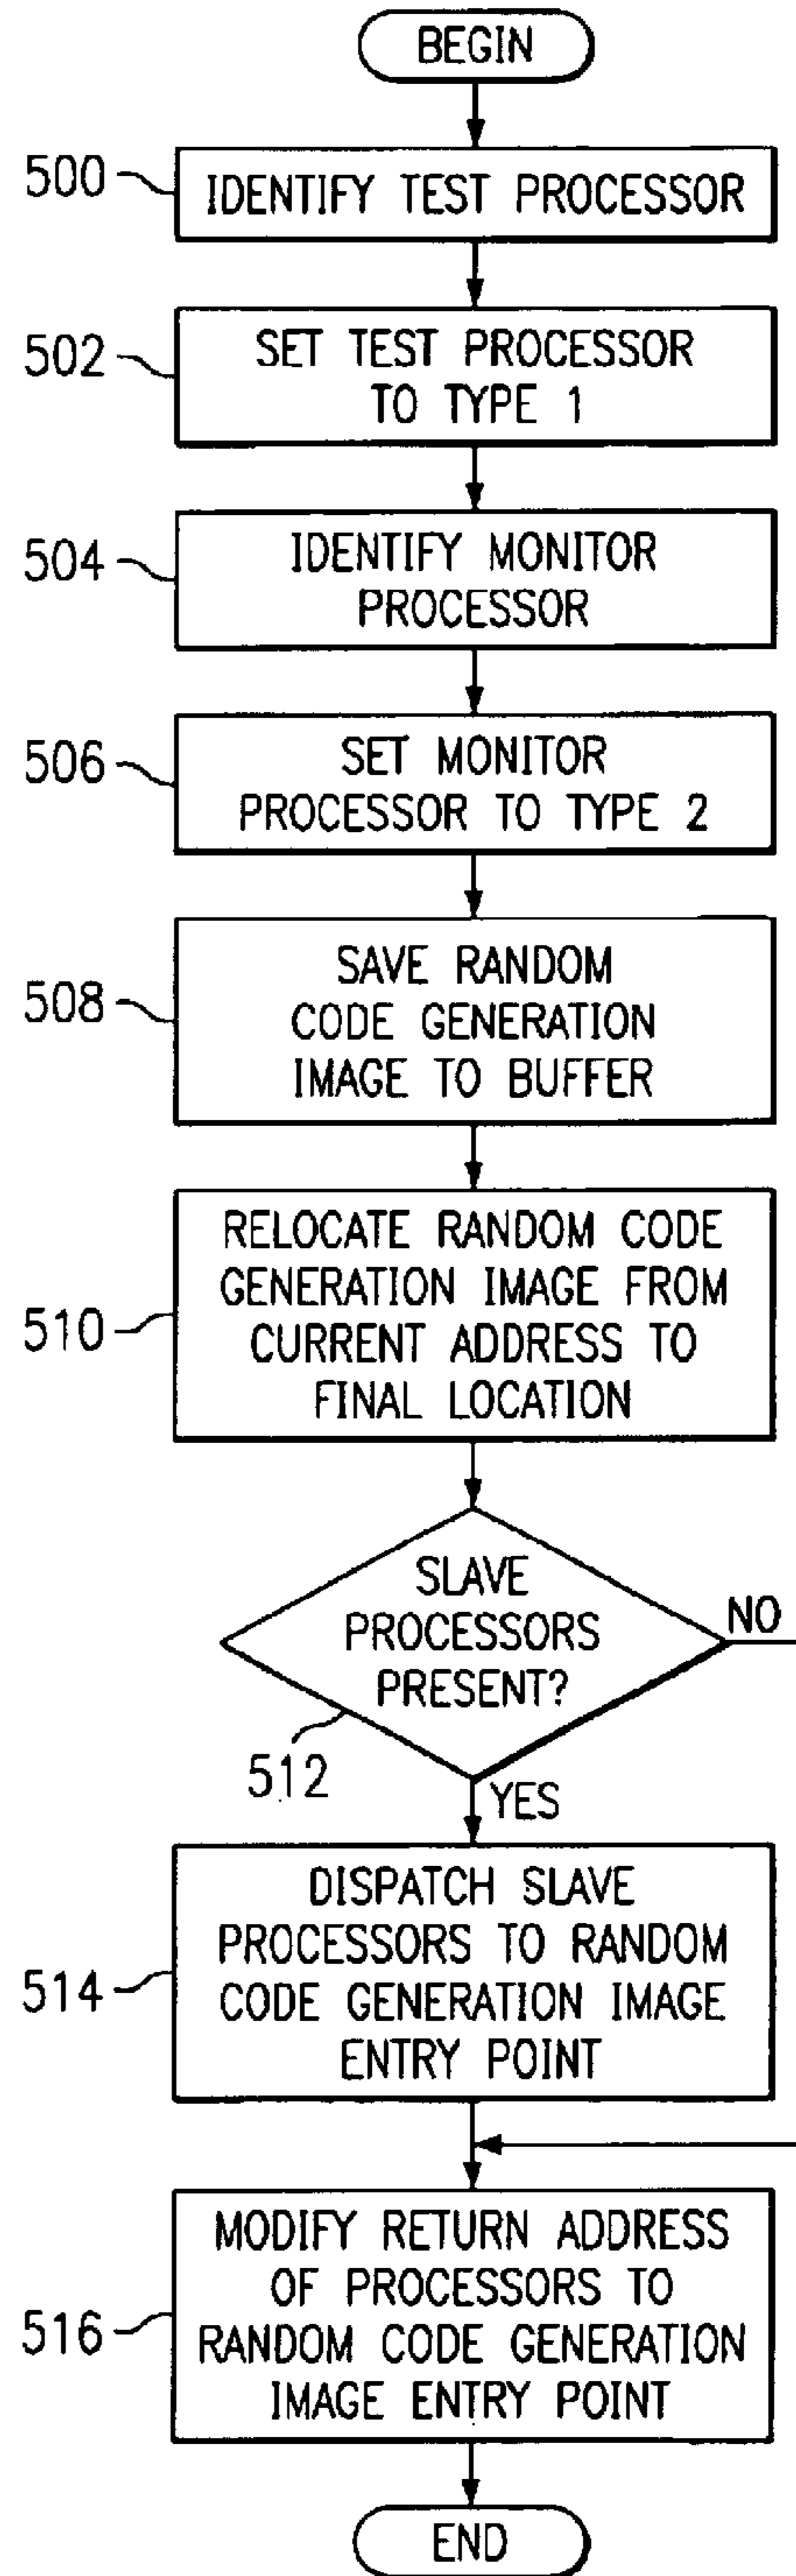 BEGIN
500
IDENTIFY TEST PROCESSOR
502
SET TEST PROCESSOR
TO TYPE 1
504
IDENTIFY MONITOR
PROCESSOR
506
SET MONITOR
PROCESSOR TO TYPE 2
508
SAVE RANDOM
CODE GENERATION
IMAGE TO BUFFER
510
RELOCATE RANDOM CODE
GENERATION IMAGE FROM
CURRENT ADDRESS TO
FINAL LOCATION
SLAVE
PROCESSORS
PRESENT?
NO
512
YES
514
DISPATCH SLAVE
PROCESSORS TO RANDOM
CODE GENERATION IMAGE
ENTRY POINT
516
MODIFY RETURN ADDRESS
OF PROCESSORS TO
RANDOM CODE GENERATION
IMAGE ENTRY POINT
END